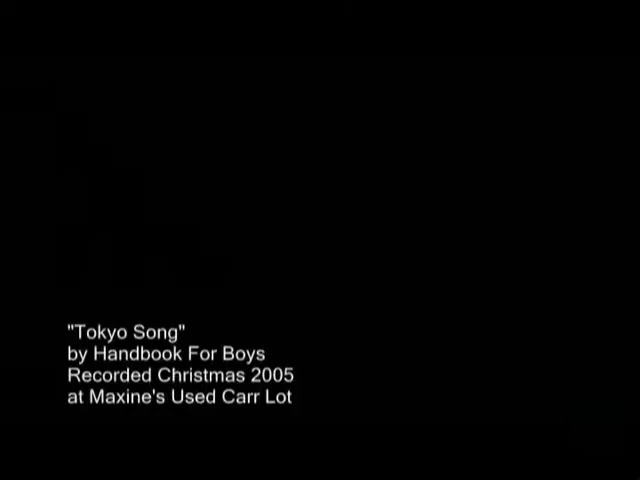 "Tokyo Song"
by Handbook For Boys
Recorded Christmas 2005
at Maxine's Used Carr Lot